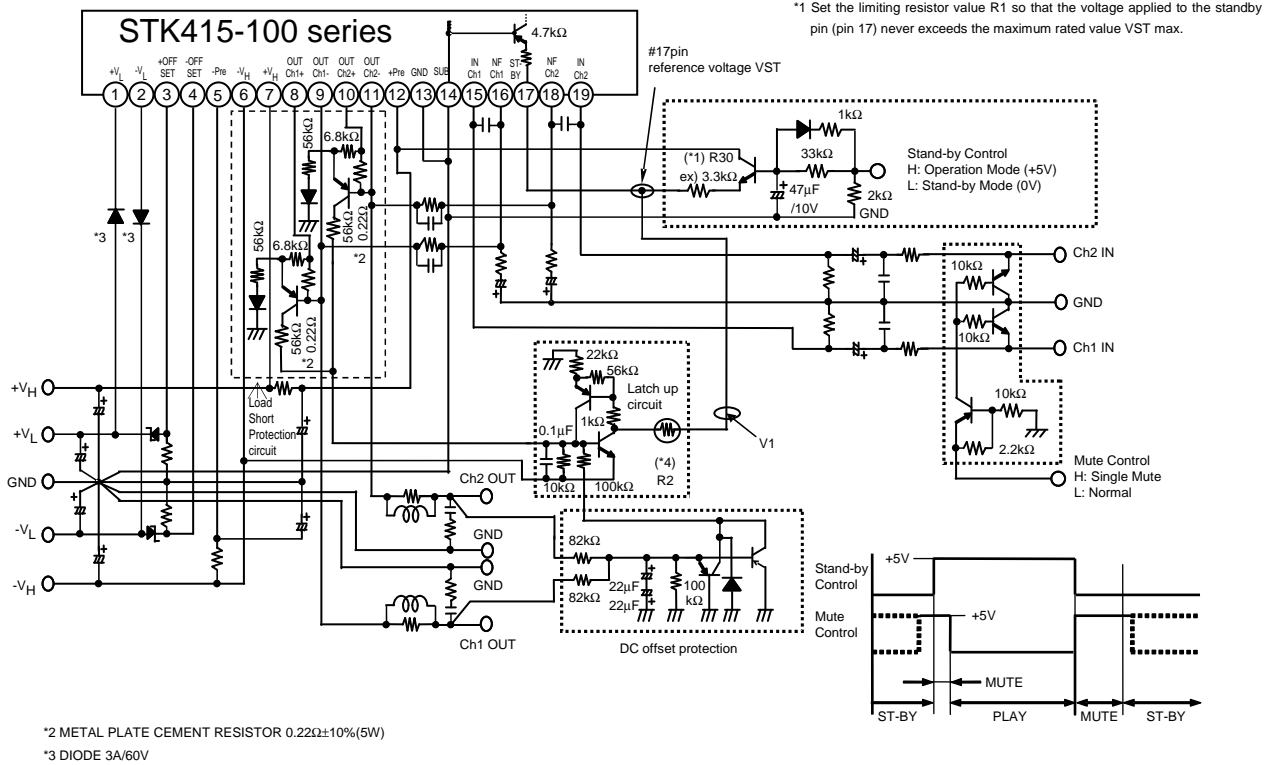 *1 Set the limiting resistor value R1 so that the voltage applied to the standby
pin (pin 17) never exceeds the maximum rated value VST max.
STK415-100 series
4.7kΩ
#17pin
reference voltage VST
+VL
-VL
+OFF SET
-OFF SET
-Pre
-VH
+VH
OUT Ch1+
OUT Ch1-
OUT Ch2+
OUT Ch2-
+Pre
GND
SUB
IN Ch1
NF Ch1
ST-BY
NF Ch2
IN Ch2
1 2 3 4 5 6 7 8 9 10 11 12 13 14 15 16 17 18 19
1kΩ
33kΩ
(*1) R30
ex) 3.3kΩ
47μF
/10V
2kΩ
GND
Stand-by Control
H: Operation Mode (+5V)
L: Stand-by Mode (0V)
56kΩ
6.8kΩ
56kΩ
0.22Ω
*2
*3
*3
56kΩ
6.8kΩ
56kΩ
0.22Ω
*2
Ch2 IN
10kΩ
GND
10kΩ
Ch1 IN
10kΩ
2.2kΩ
Mute Control
H: Single Mute
L: Normal
+VH
+VL
GND
-VL
-VH
Load
Short
Protection
circuit
22kΩ
56kΩ
Latch up
circuit
1kΩ
0.1μF
10kΩ
100kΩ
(*4)
R2
V1
Ch2 OUT
GND
GND
Ch1 OUT
82kΩ
82kΩ
22μF
22μF
100
kΩ
DC offset protection
Stand-by
Control
+5V
Mute
Control
+5V
MUTE
ST-BY
PLAY
MUTE
ST-BY
*2 METAL PLATE CEMENT RESISTOR 0.22Ω±10%(5W)
*3 DIODE 3A/60V